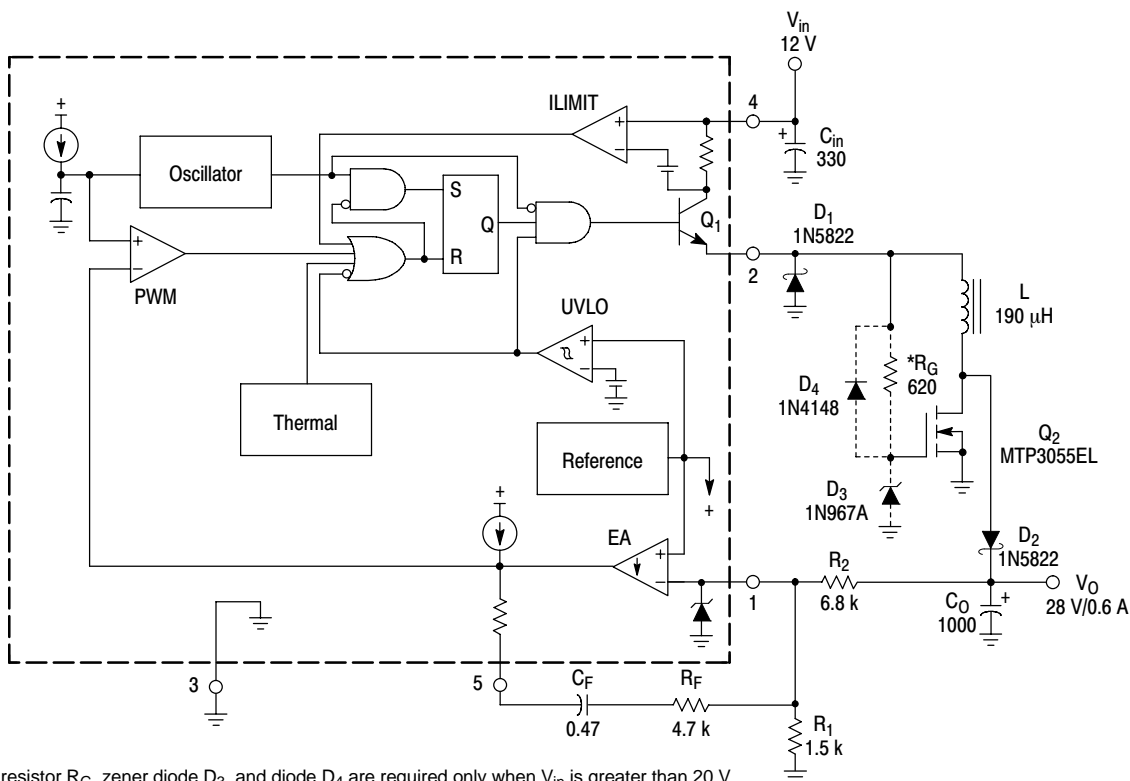 Vin
12 V
4
ILIMIT
+
−
+
Cin
330
+
Oscillator
S
Q
R
Q1
D1
1N5822
+
−
PWM
2
L
190 μH
UVLO
+
−
*RG
620
D4
1N4148
Thermal
Q2
MTP3055EL
Reference
+
D3
1N967A
+
EA
+
−
D2
1N5822
1
R2
6.8 k
VO
28 V/0.6 A
CO
1000
+
3
5
CF
0.47
RF
4.7 k
R1
1.5 k
resistor RG, zener diode D3, and diode D4 are required only when Vin is greater than 20 V.